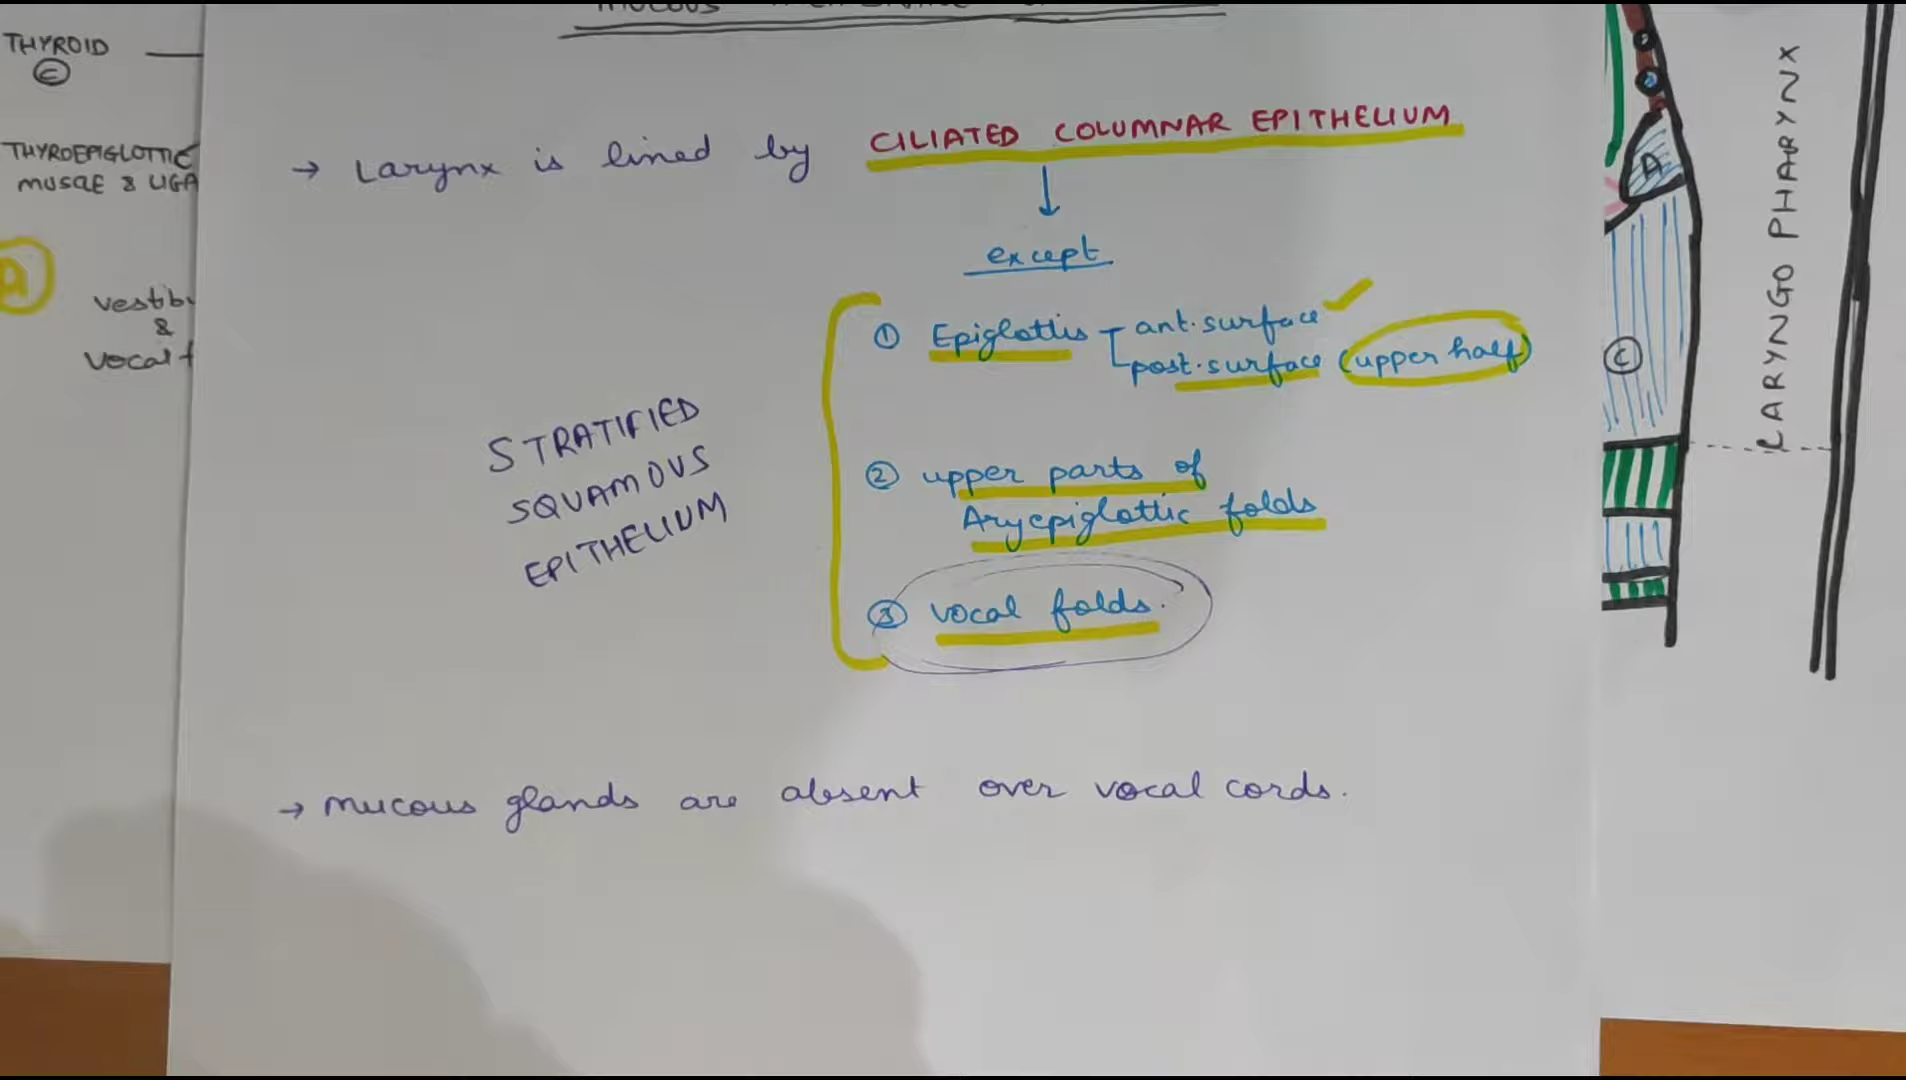 THYROID
C
THYROEPIGLOTTIC
MUSCLE & LIGA
A
Vestibu
&
Vocal f
MUCOUS
→ Larynx is lined by CILIATED COLUMNAR EPITHELIUM
except
① Epiglottis - ant. surface
post. surface (upper half)
② upper parts of
Aryepiglottic folds
③ vocal folds.
STRATIFIED
SQUAMOUS
EPITHELIUM
→ Mucous glands are absent over vocal cords.
A
C
LARYNGO PHARYNX